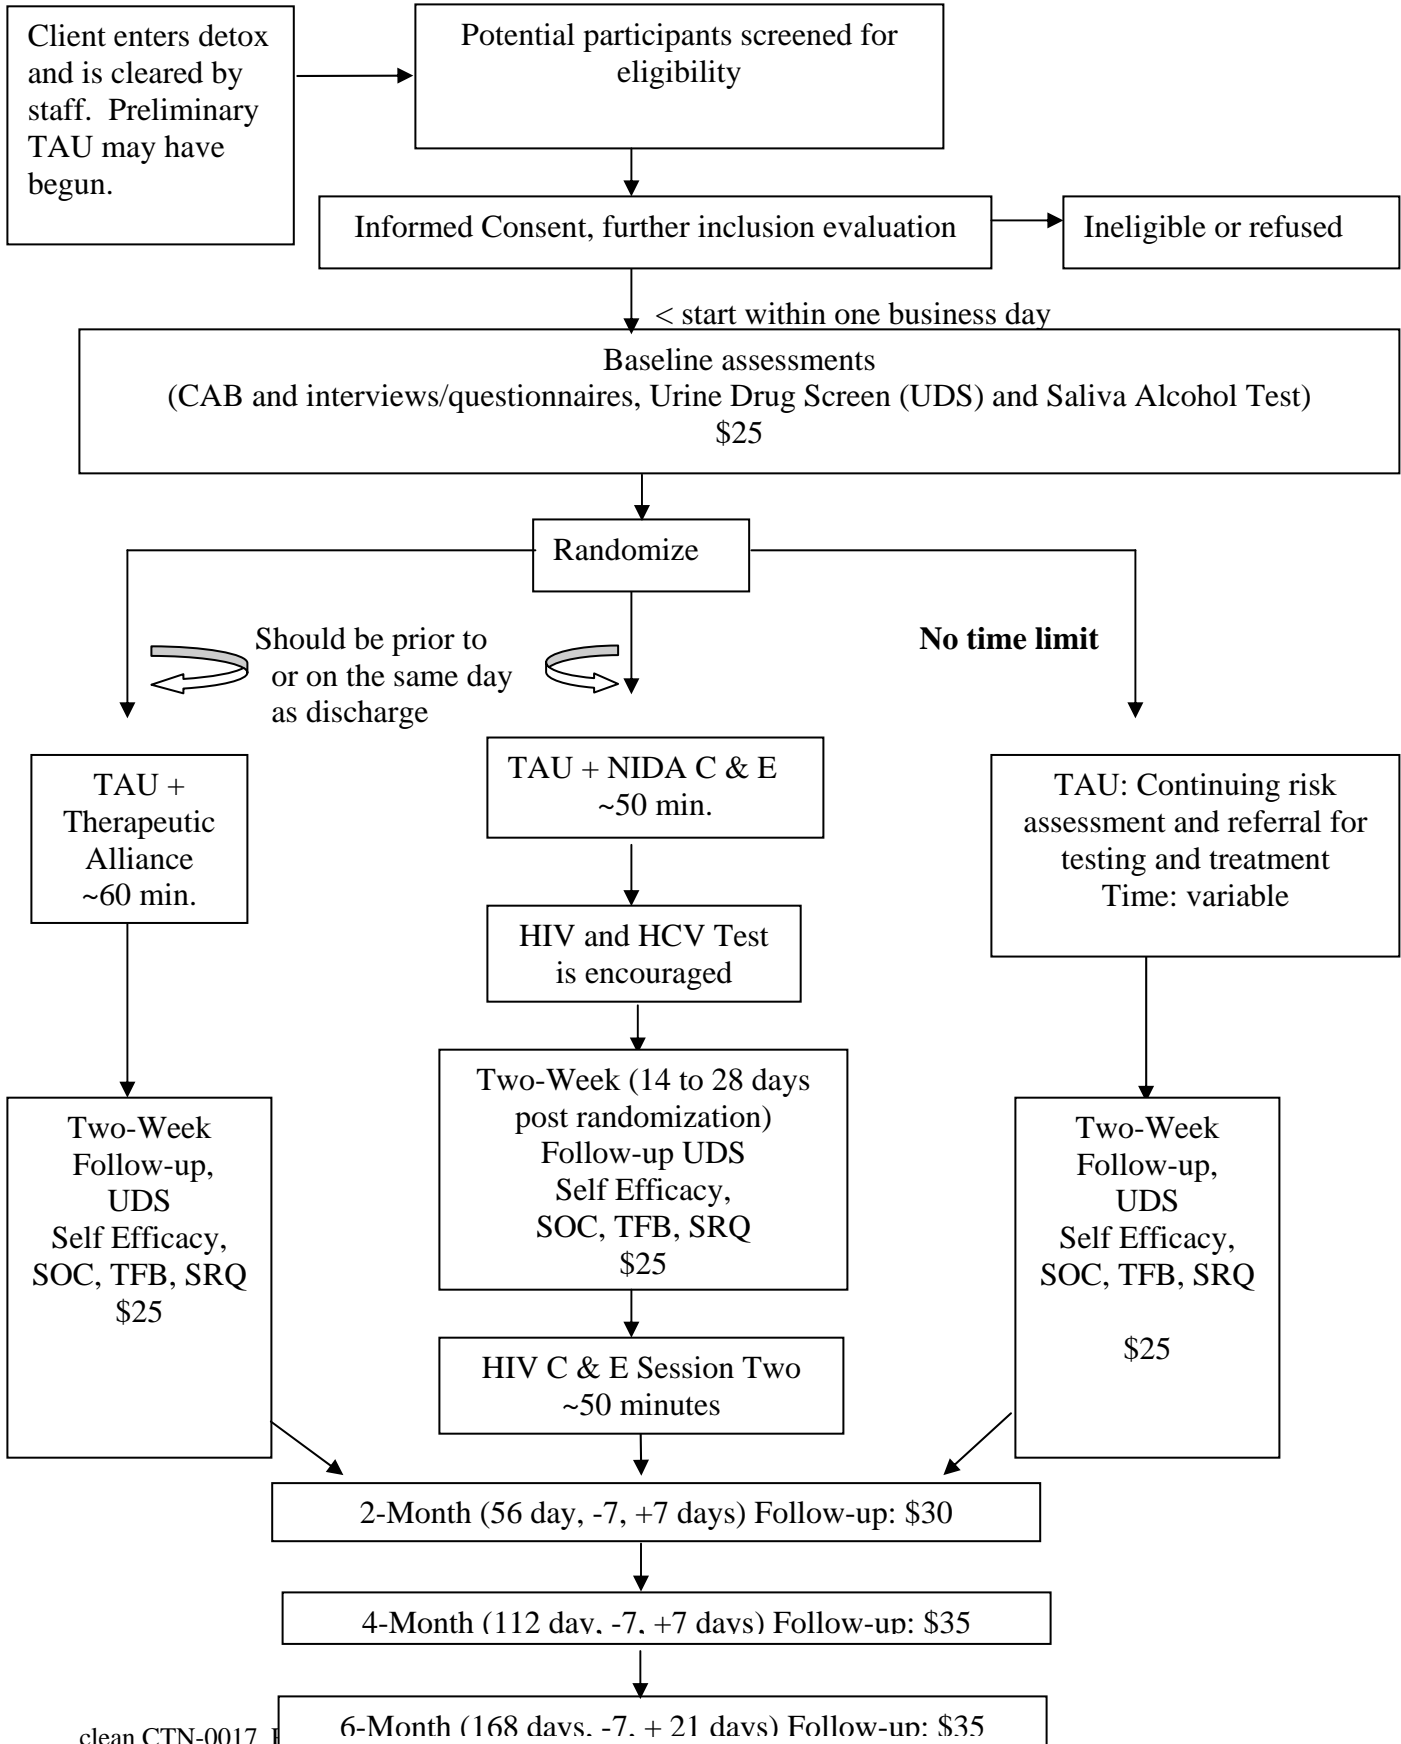 Client enters detox
and is cleared by
staff. Preliminary
TAU may have
begun.
Potential participants screened for
eligibility
Informed Consent, further inclusion evaluation
Ineligible or refused
< start within one business day
Baseline assessments
(CAB and interviews/questionnaires, Urine Drug Screen (UDS) and Saliva Alcohol Test)
$25
Randomize
Should be prior to
or on the same day
as discharge
No time limit
TAU +
Therapeutic
Alliance
~60 min.
TAU + NIDA C & E
~50 min.
TAU: Continuing risk
assessment and referral for
testing and treatment
Time: variable
HIV and HCV Test
is encouraged
Two-Week
Follow-up,
UDS
Self Efficacy,
SOC, TFB, SRQ
$25
Two-Week (14 to 28 days
post randomization)
Follow-up UDS
Self Efficacy,
SOC, TFB, SRQ
$25
Two-Week
Follow-up,
UDS
Self Efficacy,
SOC, TFB, SRQ
$25
HIV C & E Session Two
~50 minutes
2-Month (56 day, -7, +7 days) Follow-up: $30
4-Month (112 day, -7, +7 days) Follow-up: $35
6-Month (168 days, -7, + 21 days) Follow-up: $35
clean CTN-0017